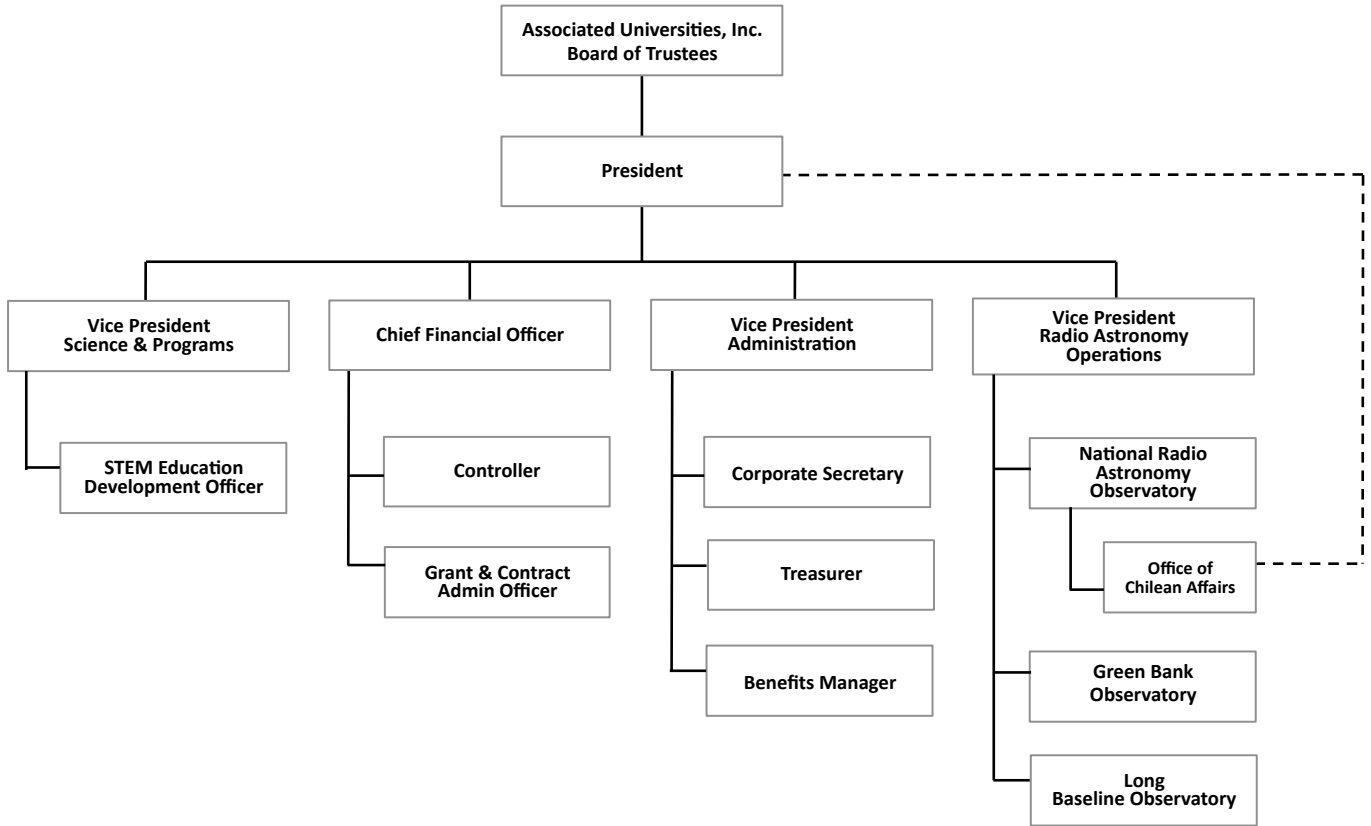 Associated Universities, Inc.
Board of Trustees
President
Vice President
Science & Programs
Chief Financial Officer
Vice President
Administration
Vice President
Radio Astronomy
Operations
STEM Education
Development Officer
Controller
Grant & Contract
Admin Officer
Corporate Secretary
Treasurer
Benefits Manager
National Radio
Astronomy
Observatory
Office of
Chilean Affairs
Green Bank
Observatory
Long
Baseline Observatory